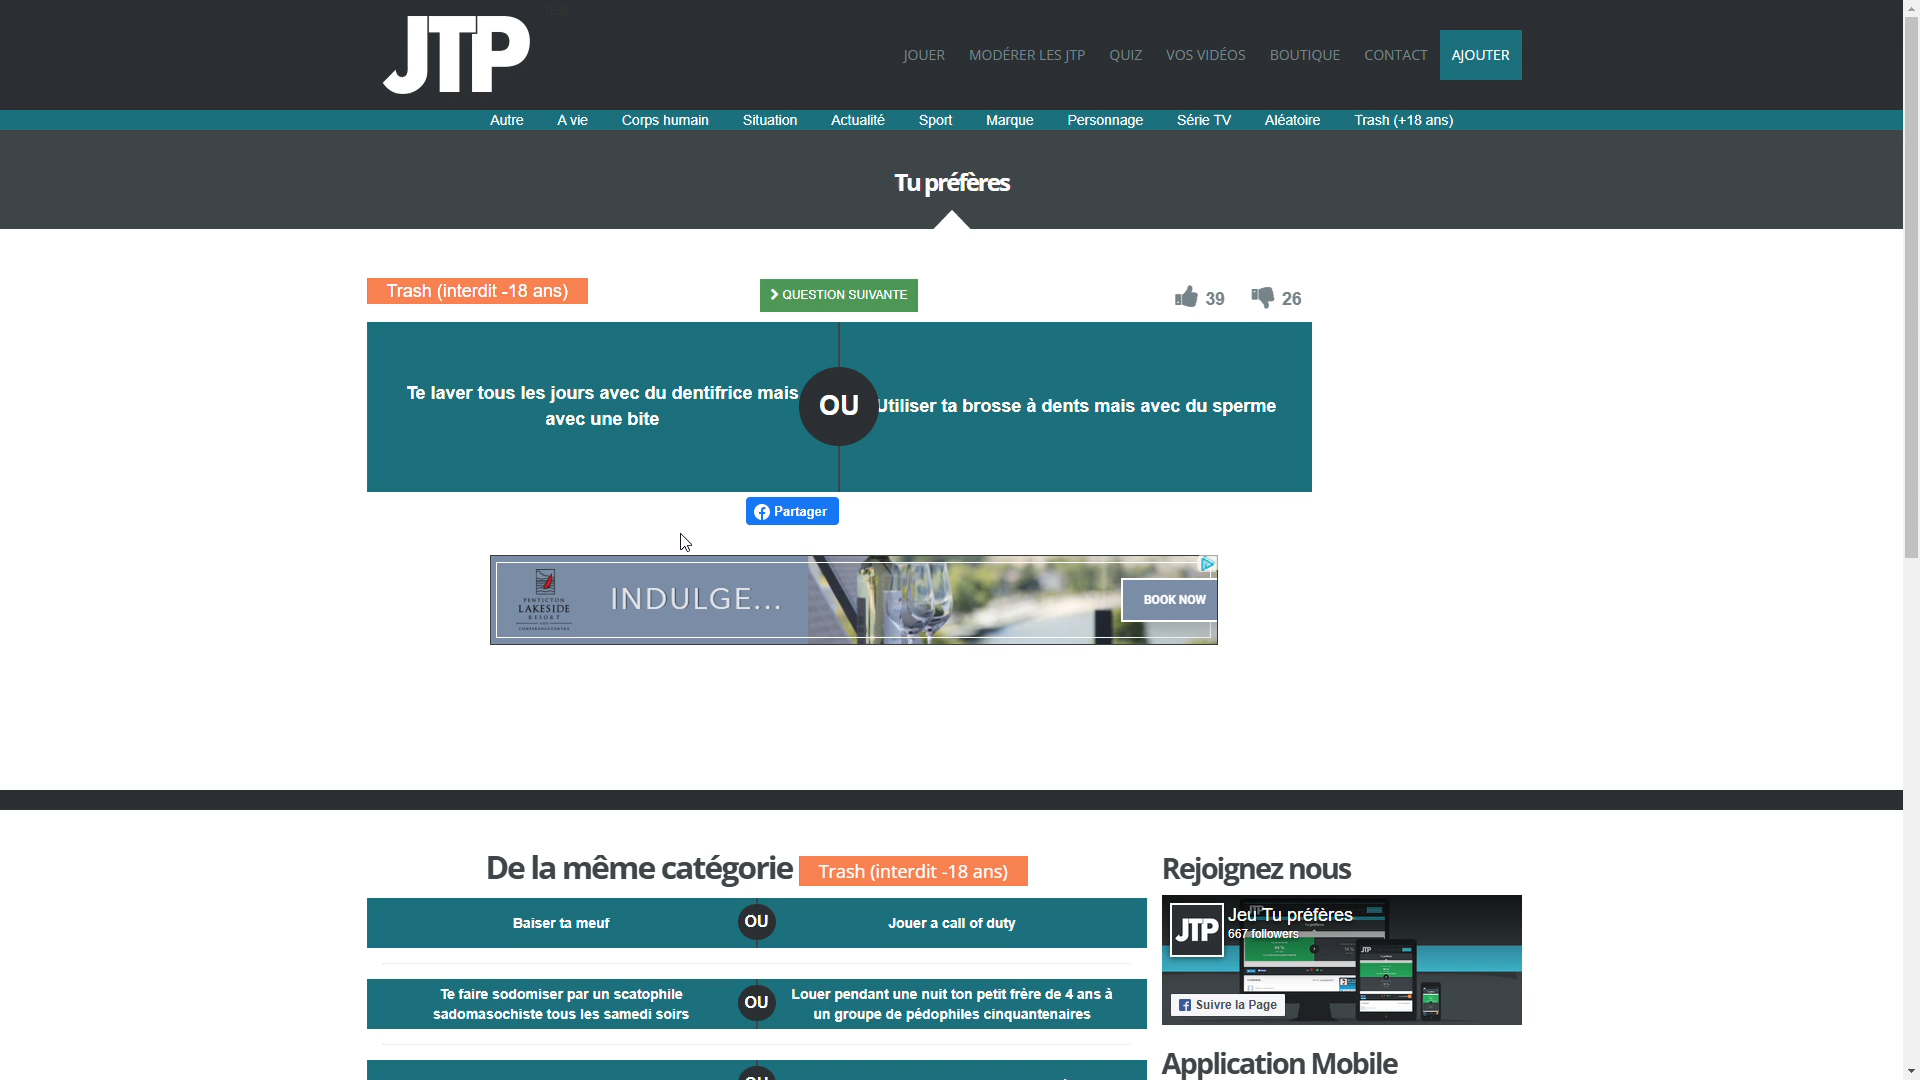 JTP
JOUER MODÉRER LES JTP QUIZ VOS VIDÉOS BOUTIQUE CONTACT AJOUTER
Autre A vie Corps humain Situation Actualité Sport Marque Personnage Série TV Aléatoire Trash (+18 ans)
Tu préfères
Trash (interdit -18 ans)
QUESTION SUIVANTE
39 26
Te laver tous les jours avec du dentifrice mais
avec une bite
OU
Utiliser ta brosse à dents mais avec du sperme
Partager
PENTICTON
LAKESIDE
RESORT
INDULGE...
BOOK NOW
De la même catégorie Trash (interdit -18 ans)
Baiser ta meuf
OU
Jouer a call of duty
Te faire sodomiser par un scatophile
sadomasochiste tous les samedi soirs
OU
Louer pendant une nuit ton petit frère de 4 ans à
un groupe de pédophiles cinquantenaires
OU
Rejoignez nous
JTP
Jeu Tu préfères
667 followers
Suivre la Page
Application Mobile